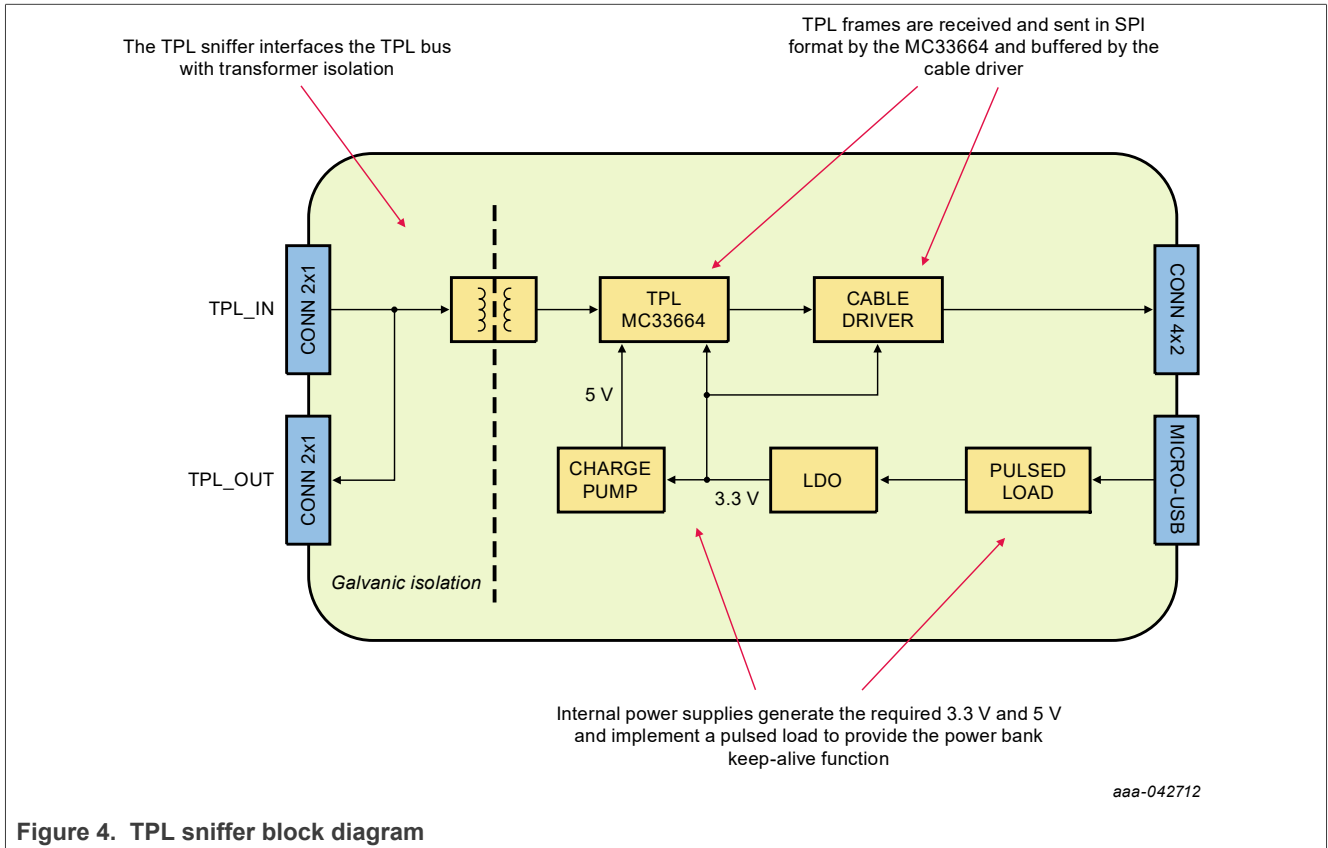 The TPL sniffer interfaces the TPL bus
with transformer isolation
TPL frames are received and sent in SPI
format by the MC33664 and buffered by the
cable driver
TPL_IN
CONN 2x1
TPL
MC33664
CABLE
DRIVER
CONN 4x2
5 V
TPL_OUT
CONN 2x1
CHARGE
PUMP
3.3 V
LDO
PULSED
LOAD
MICRO-USB
Galvanic isolation
Internal power supplies generate the required 3.3 V and 5 V
and implement a pulsed load to provide the power bank
keep-alive function
aaa-042712
Figure 4. TPL sniffer block diagram